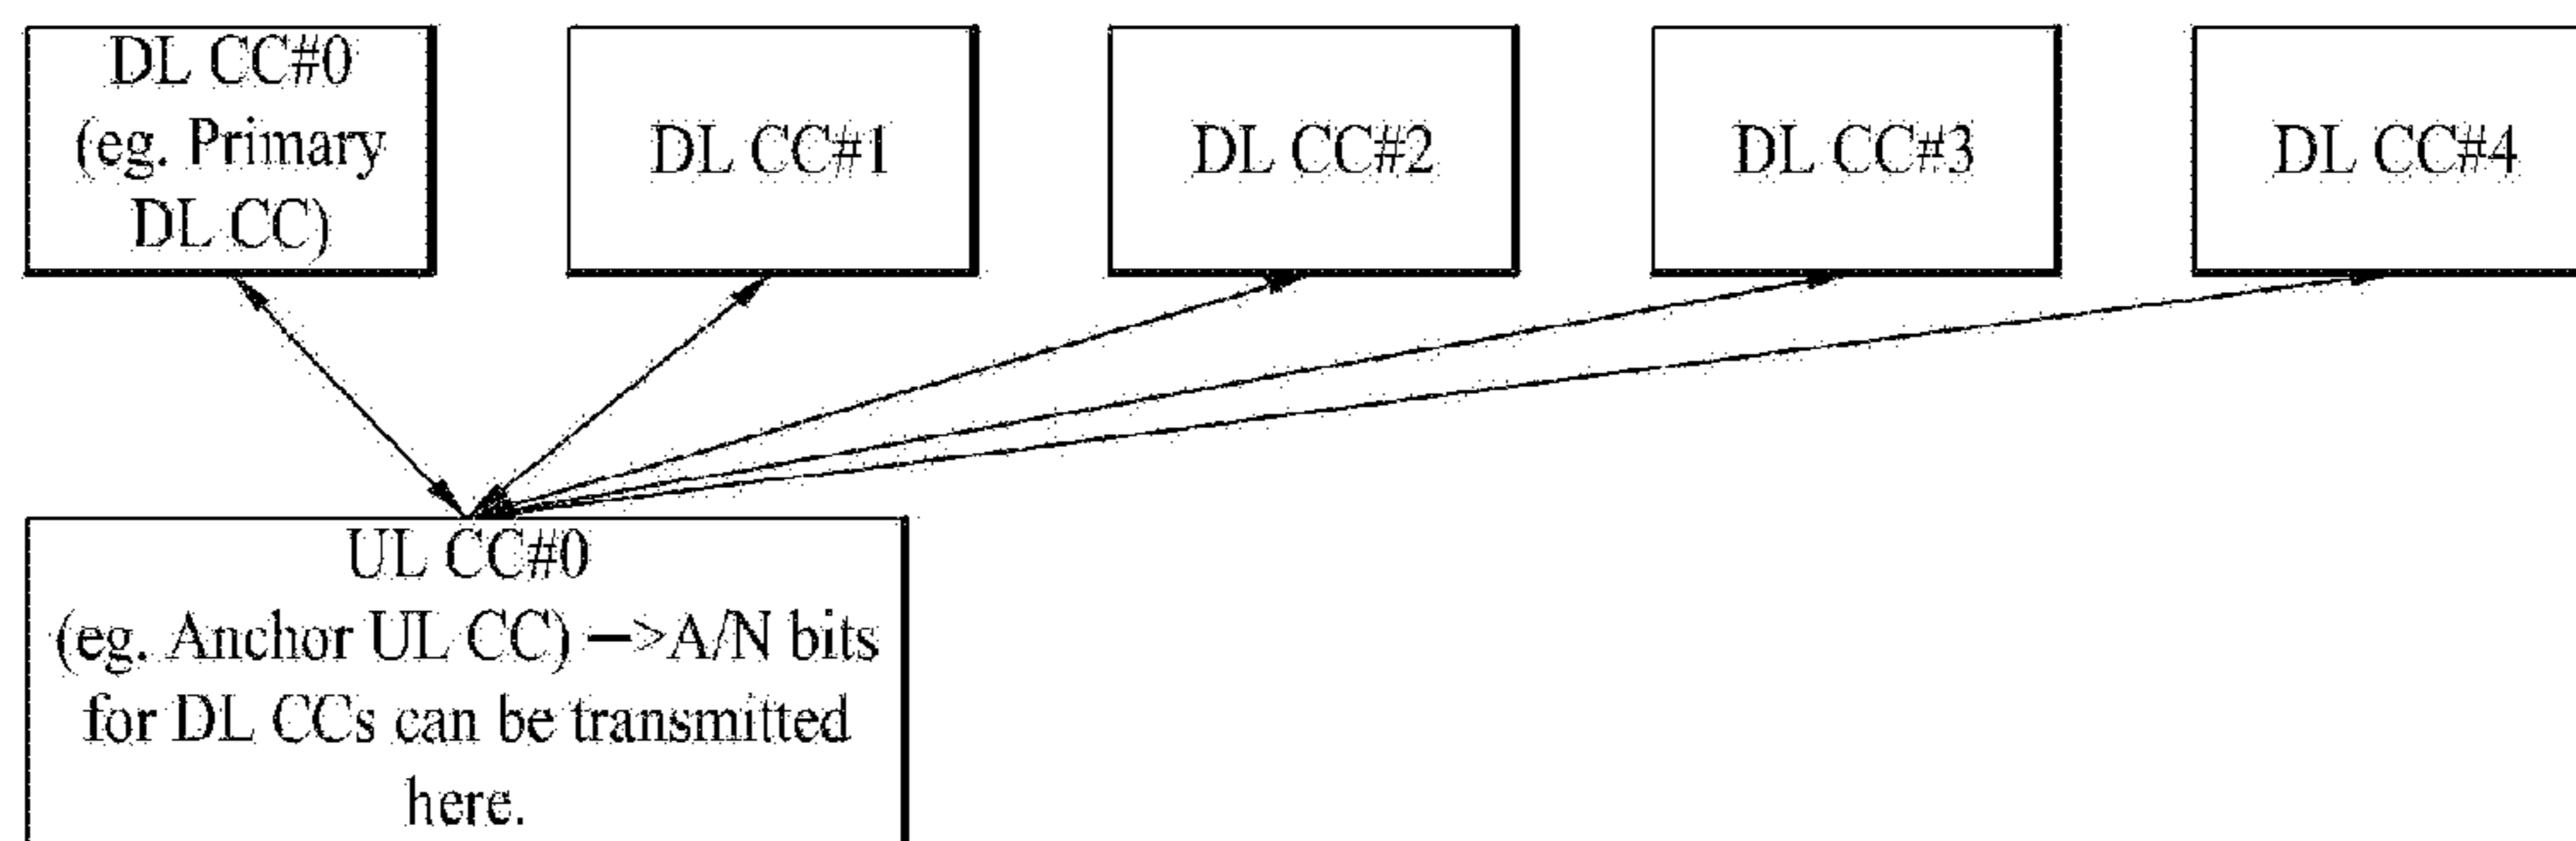 DL CC#0
(eg. Primary
DL CC)
DL CC#1
DL CC#2
DL CC#3
DL CC#4
UL CC#0
(eg. Anchor UL CC) —>A/N bits
for DL CCs can be transmitted
here.